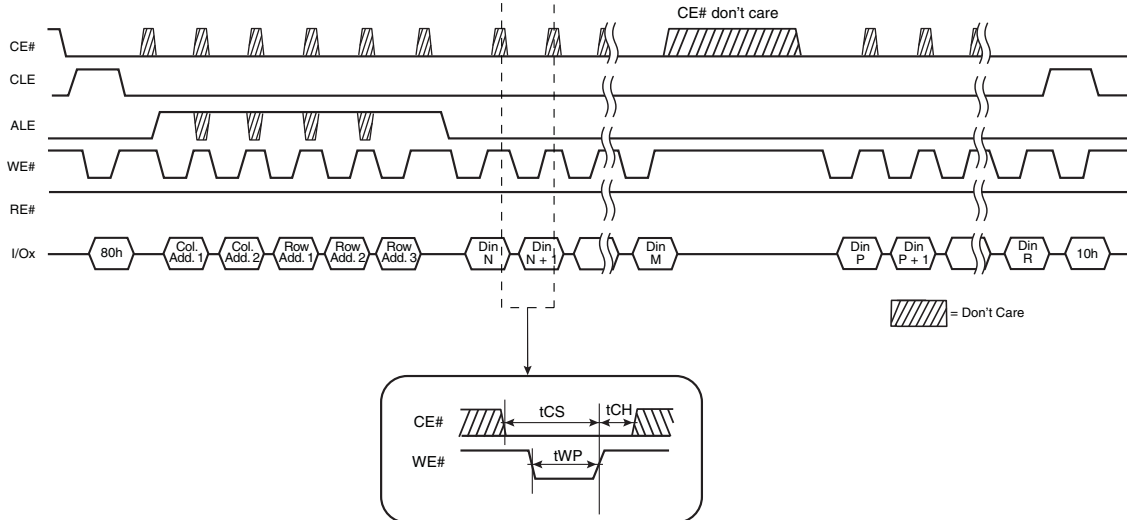 CE# don't care
CE#
CLE
ALE
WE#
RE#
I/Ox
80h
Col.
Add. 1
Col.
Add. 2
Row
Add. 1
Row
Add. 2
Row
Add. 3
Din
N
Din
N + 1
Din
M
Din
P
Din
P + 1
Din
R
10h
= Don't Care
CE#
tCS
tCH
WE#
tWP